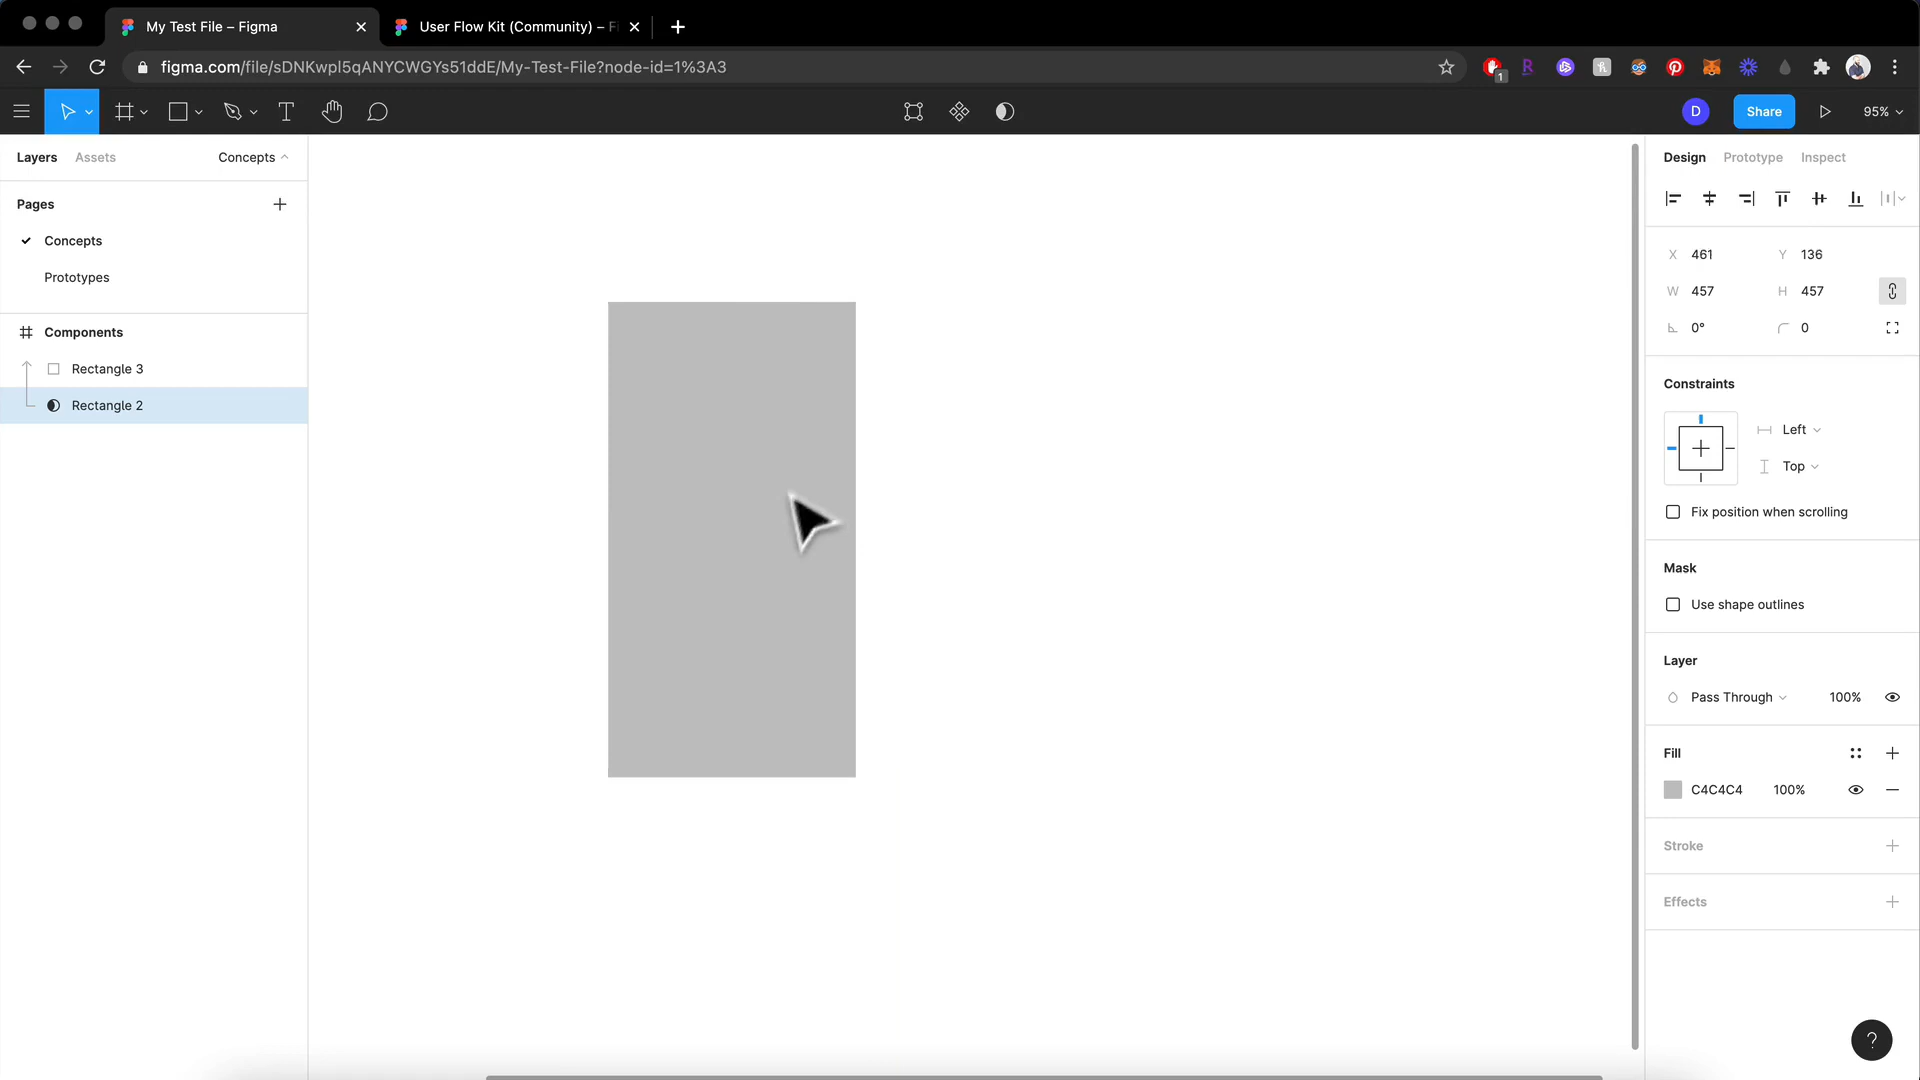 My Test File – Figma
User Flow Kit (Community) – Fi
figma.com/file/sDNKwpl5qANYCWGYs51ddE/My-Test-File?node-id=1%3A3
1
D
Share
95%
Layers
Assets
Concepts
Design
Prototype
Inspect
Pages
Concepts
Prototypes
Components
Rectangle 3
Rectangle 2
X 461
Y 136
W 457
H 457
0°
0
Constraints
Left
Top
Fix position when scrolling
Mask
Use shape outlines
Layer
Pass Through
100%
Fill
C4C4C4
100%
Stroke
Effects
?